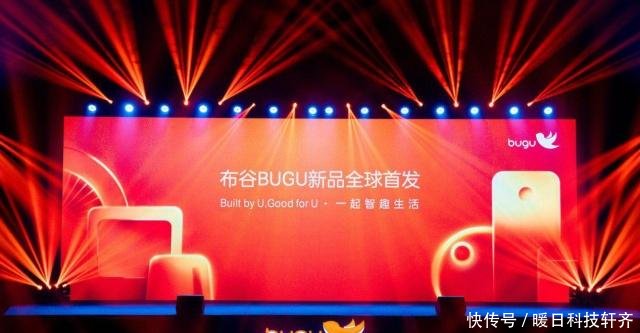 bugu
布谷BUGU新品全球首发
Built by U.Good for U · 一起智趣生活
BUGU
快传号 / 暖日科技轩齐